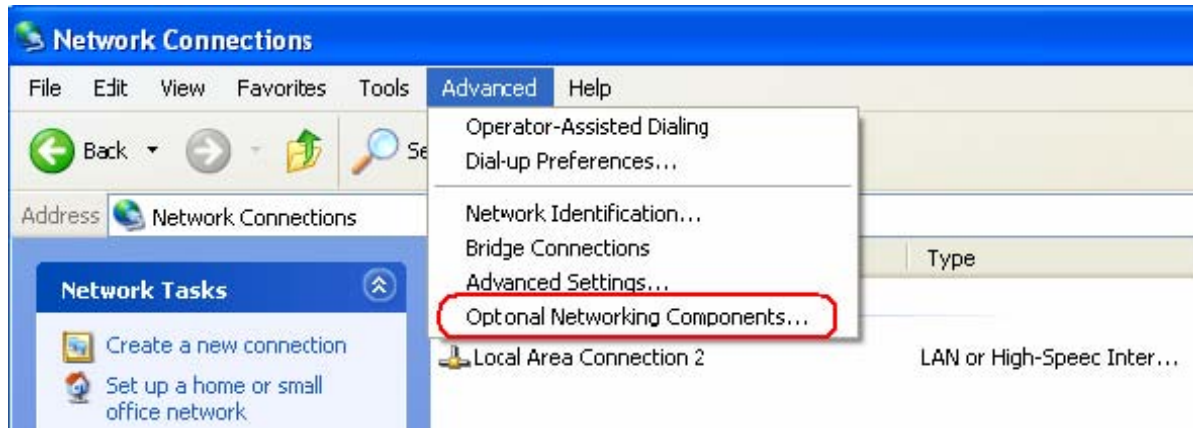 Network Connections
File Edit View Favorites Tools Advanced Help
Back Se
Operator-Assisted Dialing
Dial-up Preferences...
Address Network Connections
Network Identification...
Bridge Connections
Advanced Settings...
Optional Networking Components...
Type
Network Tasks
Create a new connection
Set up a home or small
office network
Local Area Connection 2 LAN or High-Speed Inter...